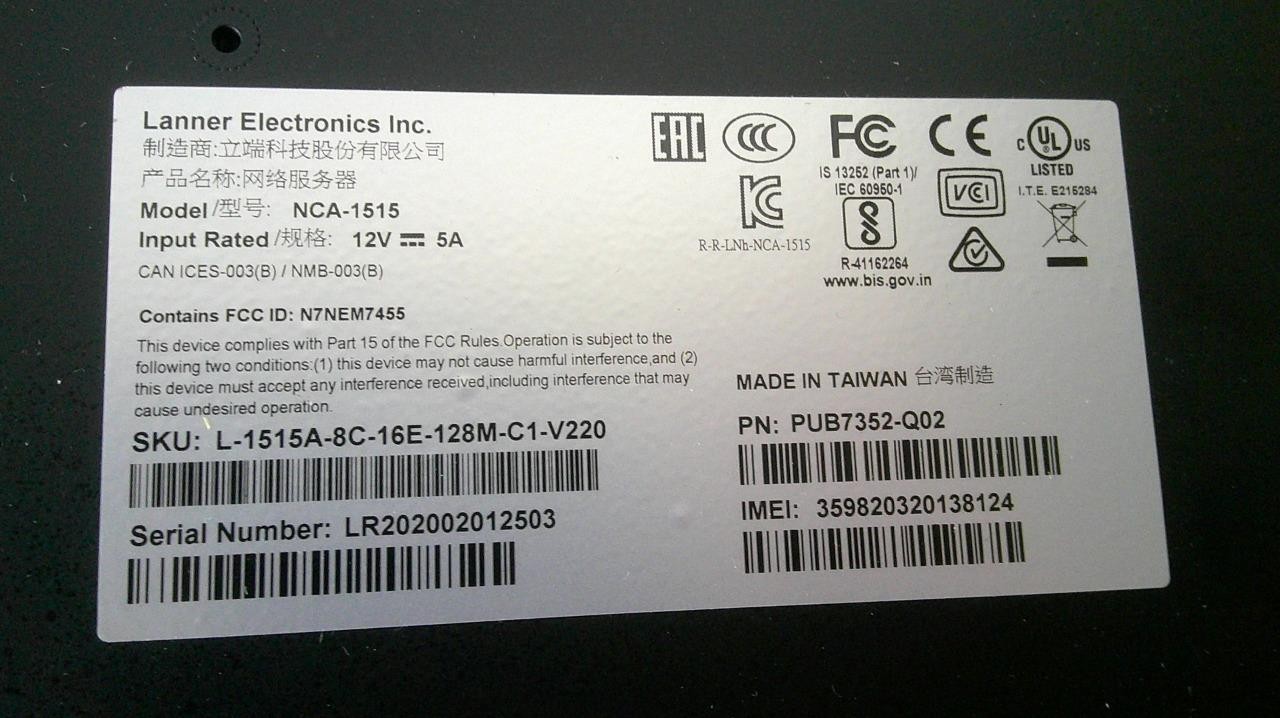 Lanner Electronics Inc.
制造商:立端科技股份有限公司
产品名称:网络服务器
Model/型号: NCA-1515
Input Rated/规格: 12V ⎓ 5A
CAN ICES-003(B) / NMB-003(B)
Contains FCC ID: N7NEM7455
This device complies with Part 15 of the FCC Rules.Operation is subject to the
following two conditions:(1) this device may not cause harmful interference,and (2)
this device must accept any interference received,including interference that may
cause undesired operation.
SKU: L-1515A-8C-16E-128M-C1-V220
Serial Number: LR202002012503
EAC
CCC
FC
CE
C UL US
LISTED
I.T.E. E216284
IS 13252 (Part 1)/
IEC 60950-1
KC
R-R-LNh-NCA-1515
VCI
R-41162264
www.bis.gov.in
MADE IN TAIWAN 台湾制造
PN: PUB7352-Q02
IMEI: 359820320138124